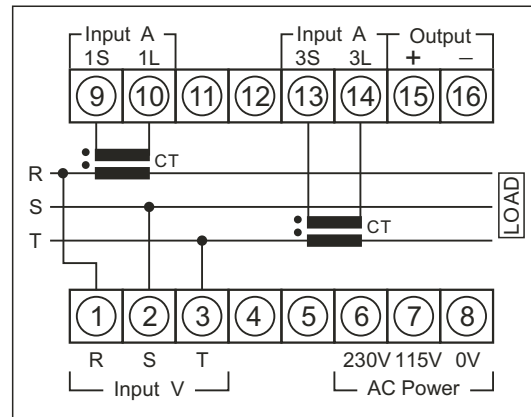 Input A Input A Output
1S 1L 3S 3L + −
9 10 11 12 13 14 15 16
CT
R
S
T
CT
LOAD
1 2 3 4 5 6 7 8
R S T 230V 115V 0V
Input V AC Power